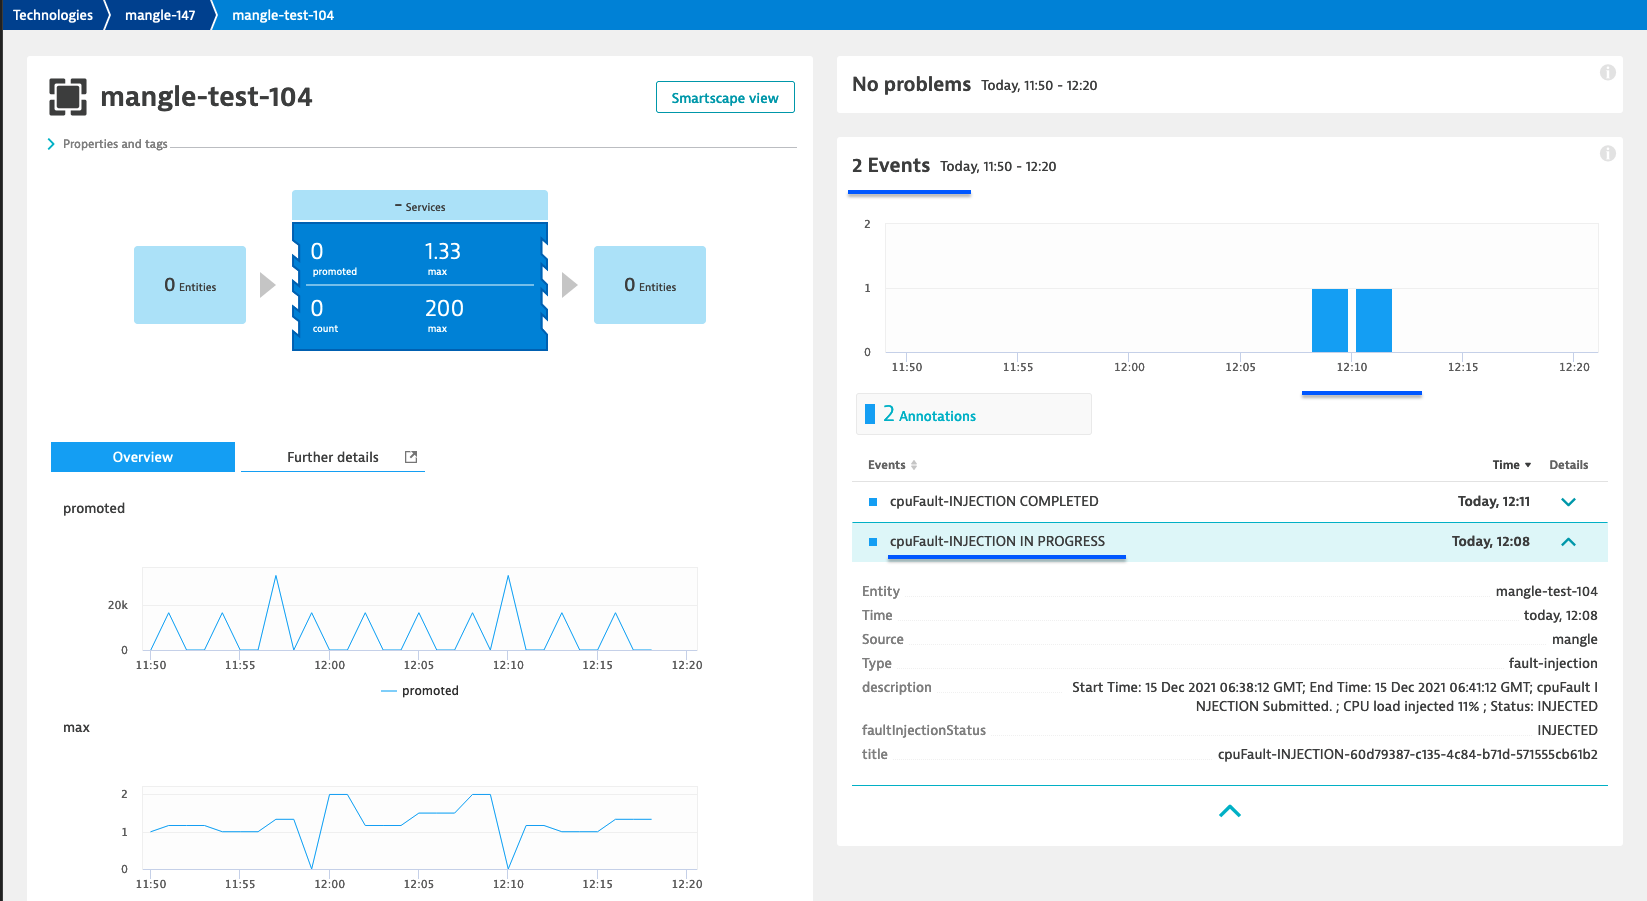 Technologies
mangle-147
mangle-test-104
mangle-test-104
Smartscape view
Properties and tags
- Services
0 promoted
1.33 max
0 count
200 max
0 Entities
0 Entities
Overview
Further details
promoted
20k
0
11:50 11:55 12:00 12:05 12:10 12:15 12:20
promoted
max
2
1
0
11:50 11:55 12:00 12:05 12:10 12:15 12:20
No problems Today, 11:50 - 12:20
2 Events Today, 11:50 - 12:20
2
1
0
11:50 11:55 12:00 12:05 12:10 12:15 12:20
2 Annotations
Events Time Details
cpuFault-INJECTION COMPLETED Today, 12:11
cpuFault-INJECTION IN PROGRESS Today, 12:08
Entity mangle-test-104
Time today, 12:08
Source mangle
Type fault-injection
description Start Time: 15 Dec 2021 06:38:12 GMT; End Time: 15 Dec 2021 06:41:12 GMT; cpuFault I
NJECTION Submitted. ; CPU load injected 11% ; Status: INJECTED
faultInjectionStatus INJECTED
title cpuFault-INJECTION-60d79387-c135-4c84-b71d-571555cb61b2